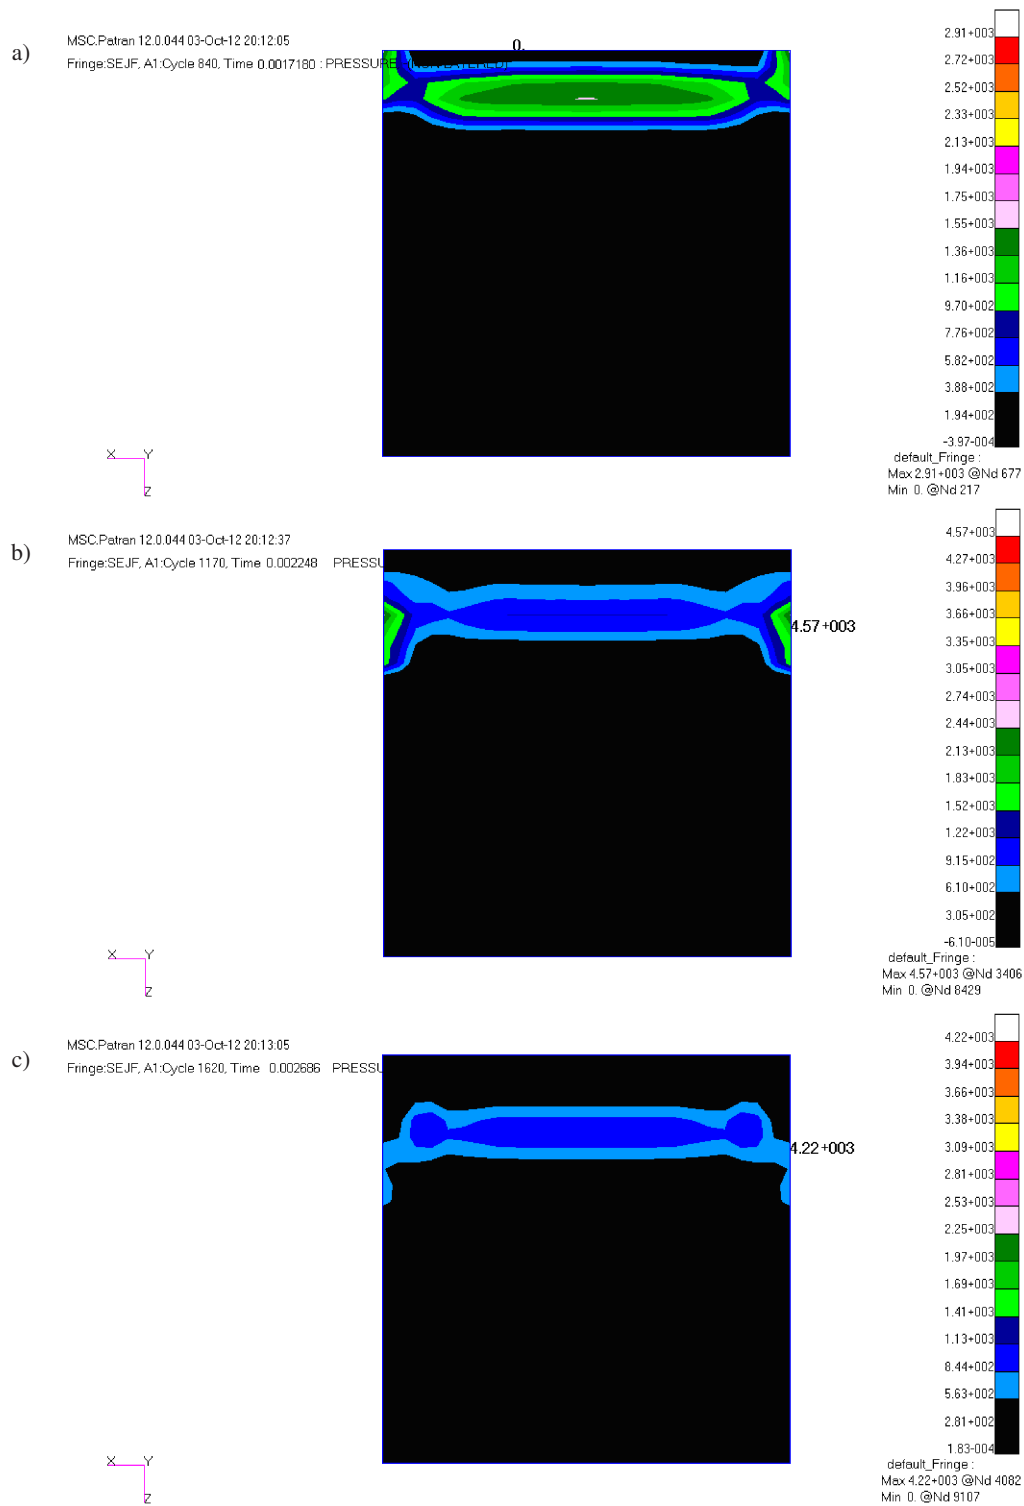 a)
MSC.Patran 12.0.044 03-Oct-12 20:12:05
Fringe:SEJF, A1:Cycle 840, Time 0.0017180 : PRESSURE
0.
2.91+003
2.72+003
2.52+003
2.33+003
2.13+003
1.94+003
1.75+003
1.55+003
1.36+003
1.16+003
9.70+002
7.76+002
5.82+002
3.88+002
1.94+002
-3.97-004
X Y
Z
default_Fringe :
Max 2.91+003 @Nd 677
Min 0. @Nd 217
b)
MSC.Patran 12.0.044 03-Oct-12 20:12:37
Fringe:SEJF, A1:Cycle 1170, Time 0.002248 PRESSU
4.57+003
4.57+003
4.27+003
3.96+003
3.66+003
3.35+003
3.05+003
2.74+003
2.44+003
2.13+003
1.83+003
1.52+003
1.22+003
9.15+002
6.10+002
3.05+002
-6.10-005
X Y
Z
default_Fringe :
Max 4.57+003 @Nd 3406
Min 0. @Nd 8429
c)
MSC.Patran 12.0.044 03-Oct-12 20:13:05
Fringe:SEJF, A1:Cycle 1620, Time 0.002686 PRESSU
4.22+003
4.22+003
3.94+003
3.66+003
3.38+003
3.09+003
2.81+003
2.53+003
2.25+003
1.97+003
1.69+003
1.41+003
1.13+003
8.44+002
5.63+002
2.81+002
1.83-004
X Y
Z
default_Fringe :
Max 4.22+003 @Nd 4082
Min 0. @Nd 9107